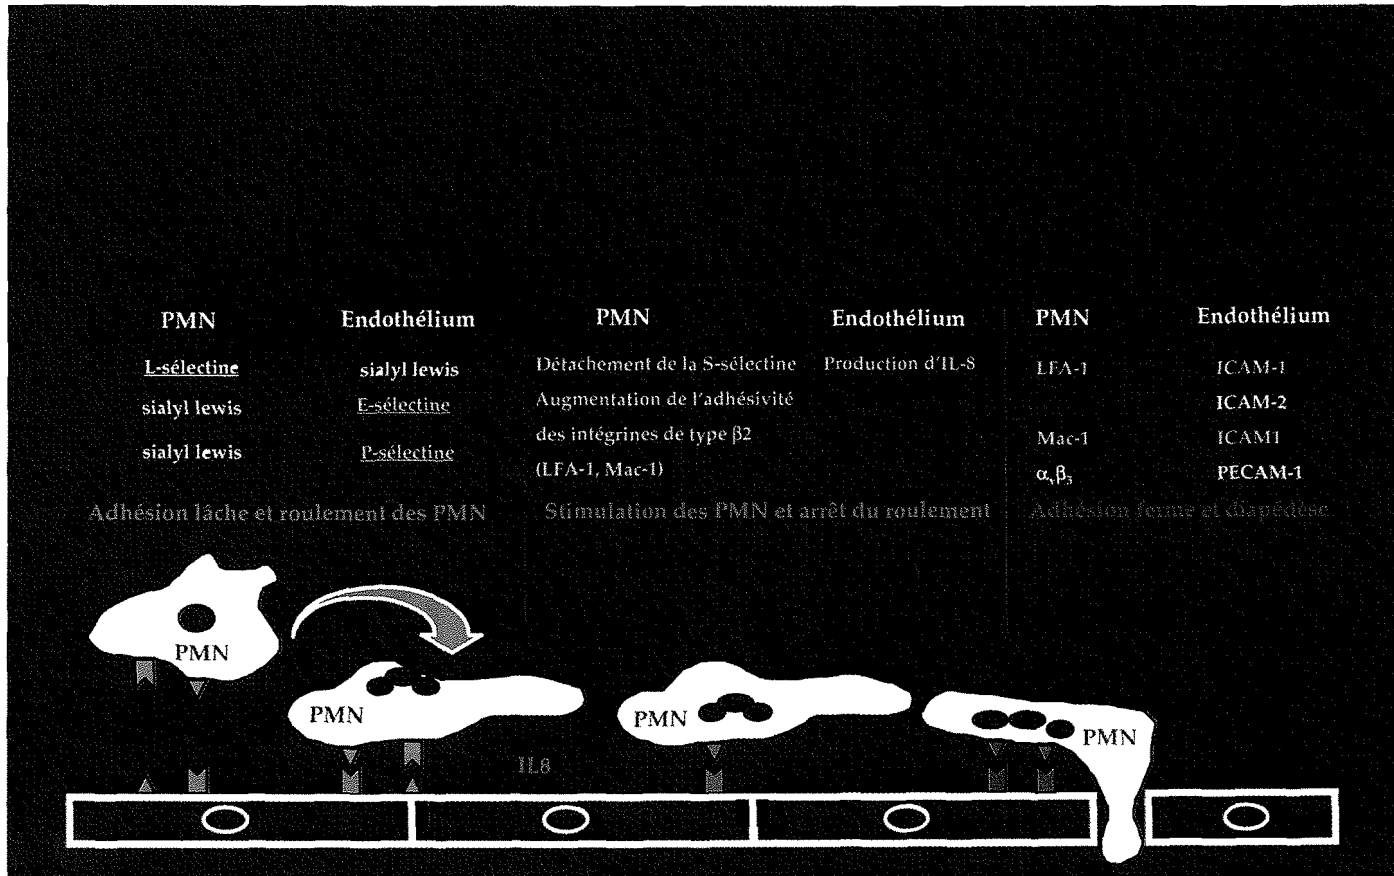 PMN Endothélium PMN Endothélium PMN Endothélium
L-sélectine sialyl lewis Détachement de la S-sélectine Production d'IL-8 LFA-1 ICAM-1
sialyl lewis E-sélectine Augmentation de l'adhésivité ICAM-2
des intégrines de type β2 Mac-1 ICAM1
sialyl lewis P-sélectine (LFA-1, Mac-1) PECAM-1
Adhésion lâche et roulement des PMN Stimulation des PMN et arrêt du roulement Adhésion ferme et diapédèse
PMN
PMN PMN PMN
IL8